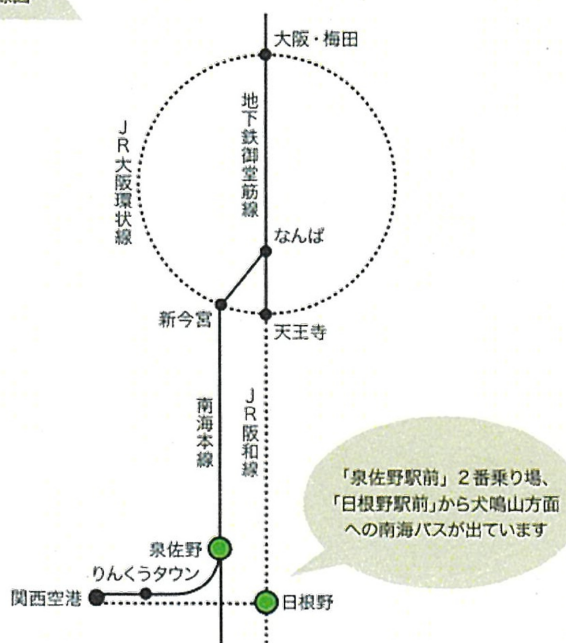 大阪・梅田
地下鉄御堂筋線
JR大阪環状線
なんば
新今宮
天王寺
南海本線
JR阪和線
「泉佐野駅前」2番乗り場、
「日根野駅前」から犬鳴山方面
への南海バスが出ています
泉佐野
りんくうタウン
関西空港
日根野